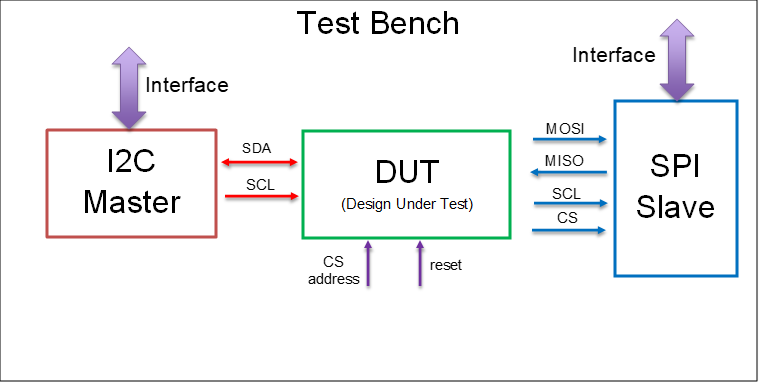 Test Bench
Interface
Interface
I2C
Master
SDA
SCL
DUT
(Design Under Test)
CS
address
reset
MOSI
MISO
SCL
CS
SPI
Slave